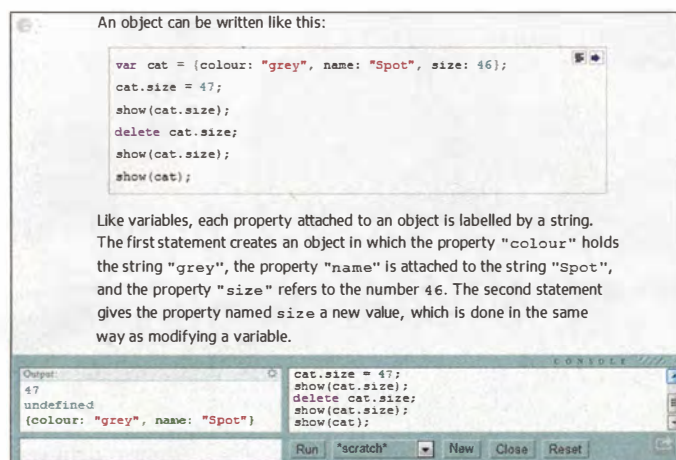 An object can be written like this:
var cat = {colour: "grey", name: "Spot", size: 46};
cat.size = 47;
show(cat.size);
delete cat.size;
show(cat.size);
show(cat);
Like variables, each property attached to an object is labelled by a string.
The first statement creates an object in which the property "colour" holds
the string "grey", the property "name" is attached to the string "Spot",
and the property "size" refers to the number 46. The second statement
gives the property named size a new value, which is done in the same
way as modifying a variable.
CONSOLE
Output:
47
undefined
{colour: "grey", name: "Spot"}
cat.size = 47;
show(cat.size);
delete cat.size;
show(cat.size);
show(cat);
Run *scratch* New Close Reset